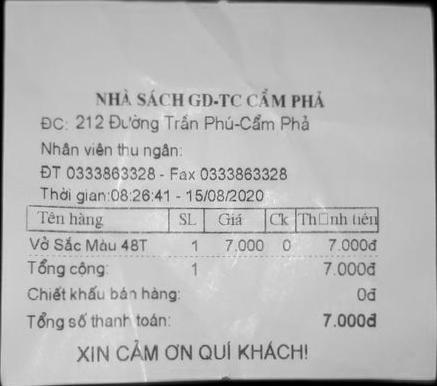 NHÀ SÁCH GD-TC CẨM PHẢ
ĐC: 212 Đường Trần Phú-Cẩm Phả
Nhân viên thu ngân:
ĐT 0333863328 - Fax 0333863328
Thời gian:08:26:41 - 15/08/2020
Tên hàng SL Giá Ck Th□nh tiền
Vở Sắc Màu 48T 1 7,000 0 7.000đ
Tổng cộng: 1 7.000đ
Chiết khấu bán hàng: 0đ
Tổng số thanh toán: 7.000đ
XIN CẢM ƠN QUÍ KHÁCH!